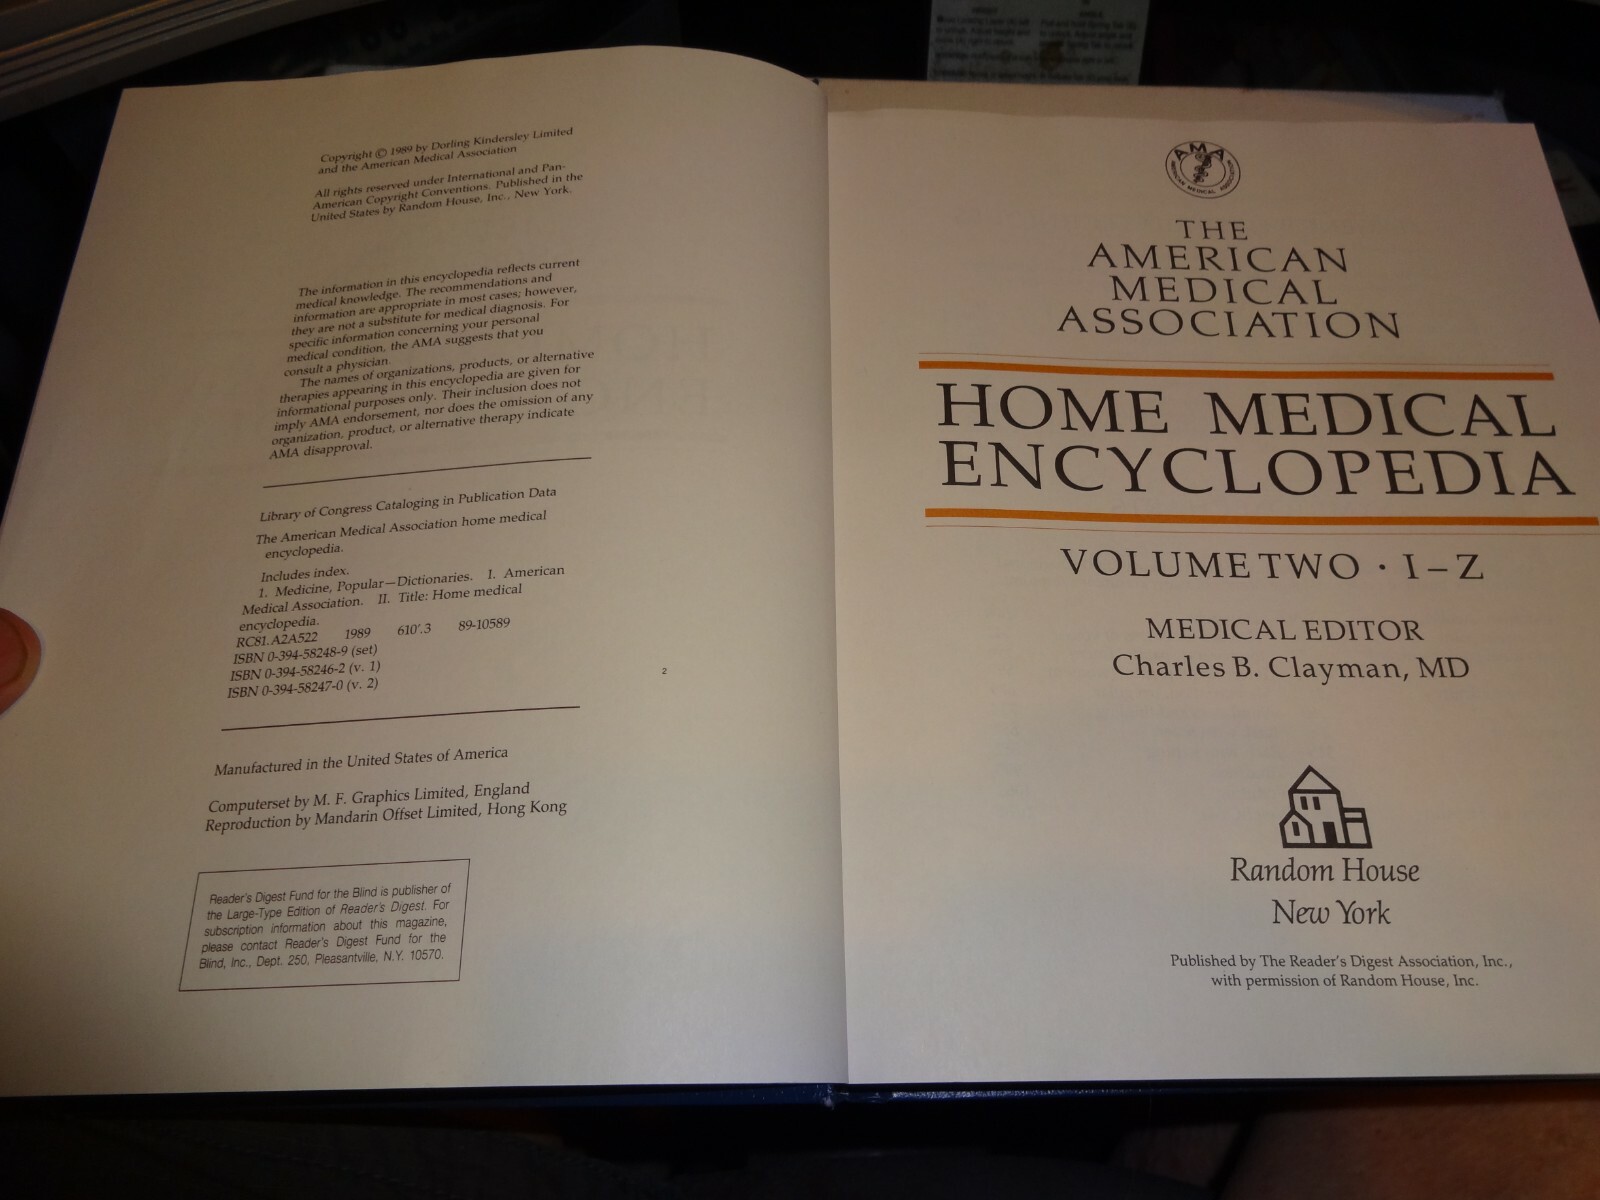 Copyright © 1989 by Dorling Kindersley Limited
and the American Medical Association
All rights reserved under International and Pan-
American Copyright Conventions. Published in the
United States by Random House, Inc., New York.
The information in this encyclopedia reflects current
medical knowledge. The recommendations and
information are appropriate in most cases; however,
they are not a substitute for medical diagnosis. For
specific information concerning your personal
medical condition, the AMA suggests that you
consult a physician.
The names of organizations, products, or alternative
therapies appearing in this encyclopedia are given for
informational purposes only. Their inclusion does not
imply AMA endorsement, nor does the omission of any
organization, product, or alternative therapy indicate
AMA disapproval.
Library of Congress Cataloging in Publication Data
The American Medical Association home medical
encyclopedia.
Includes index.
1. Medicine, Popular—Dictionaries. I. American
Medical Association. II. Title: Home medical
encyclopedia.
RC81.A2A522 1989 610'.3 89-10589
ISBN 0-394-58248-9 (set)
ISBN 0-394-58246-2 (v. 1)
ISBN 0-394-58247-0 (v. 2)
2
Manufactured in the United States of America
Computerset by M. F. Graphics Limited, England
Reproduction by Mandarin Offset Limited, Hong Kong
Reader's Digest Fund for the Blind is publisher of
the Large-Type Edition of Reader's Digest. For
subscription information about this magazine,
please contact Reader's Digest Fund for the
Blind, Inc., Dept. 250, Pleasantville, N.Y. 10570.
AMA
AMERICAN MEDICAL ASSOCIATION
THE
AMERICAN
MEDICAL
ASSOCIATION
HOME MEDICAL
ENCYCLOPEDIA
VOLUME TWO · I–Z
MEDICAL EDITOR
Charles B. Clayman, MD
Random House
New York
Published by The Reader's Digest Association, Inc.,
with permission of Random House, Inc.